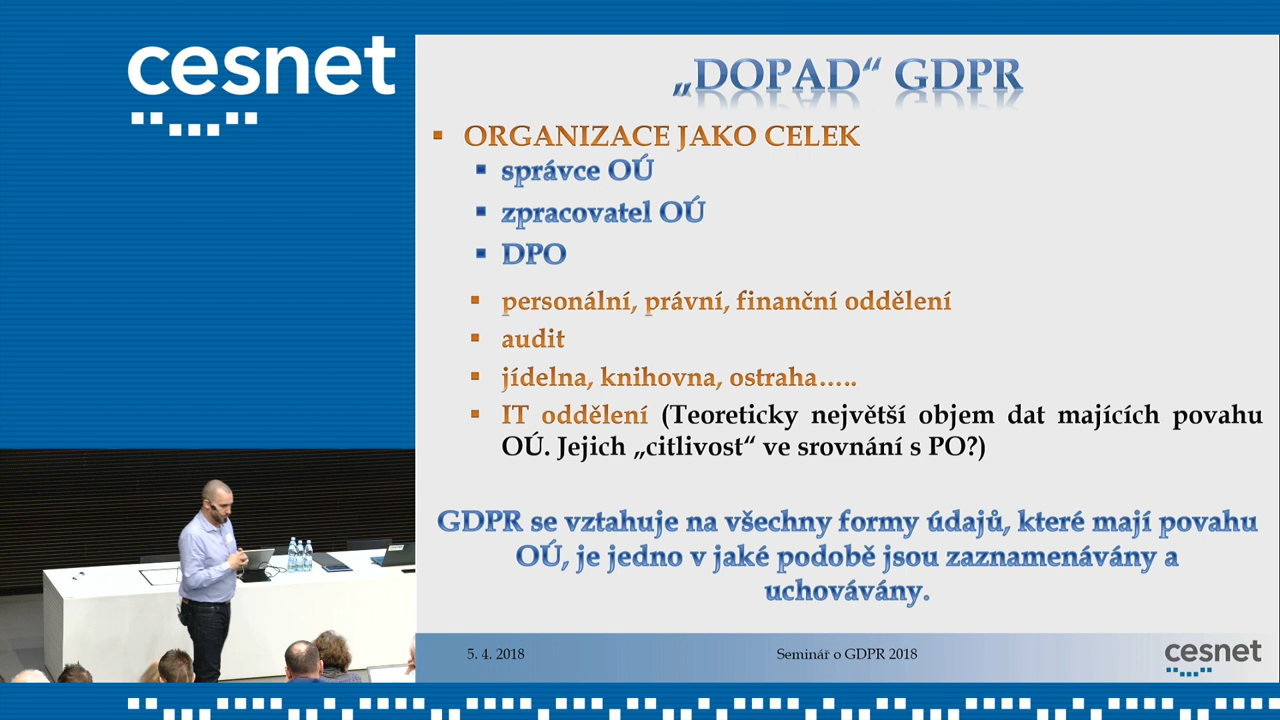 cesnet
„DOPAD“ GDPR
ORGANIZACE JAKO CELEK
správce OÚ
zpracovatel OÚ
DPO
personální, právní, finanční oddělení
audit
jídelna, knihovna, ostraha…..
IT oddělení (Teoreticky největší objem dat majících povahu
OÚ. Jejich „citlivost“ ve srovnání s PO?)
GDPR se vztahuje na všechny formy údajů, které mají povahu
OÚ, je jedno v jaké podobě jsou zaznamenávány a
uchovávány.
5. 4. 2018
Seminář o GDPR 2018
cesnet